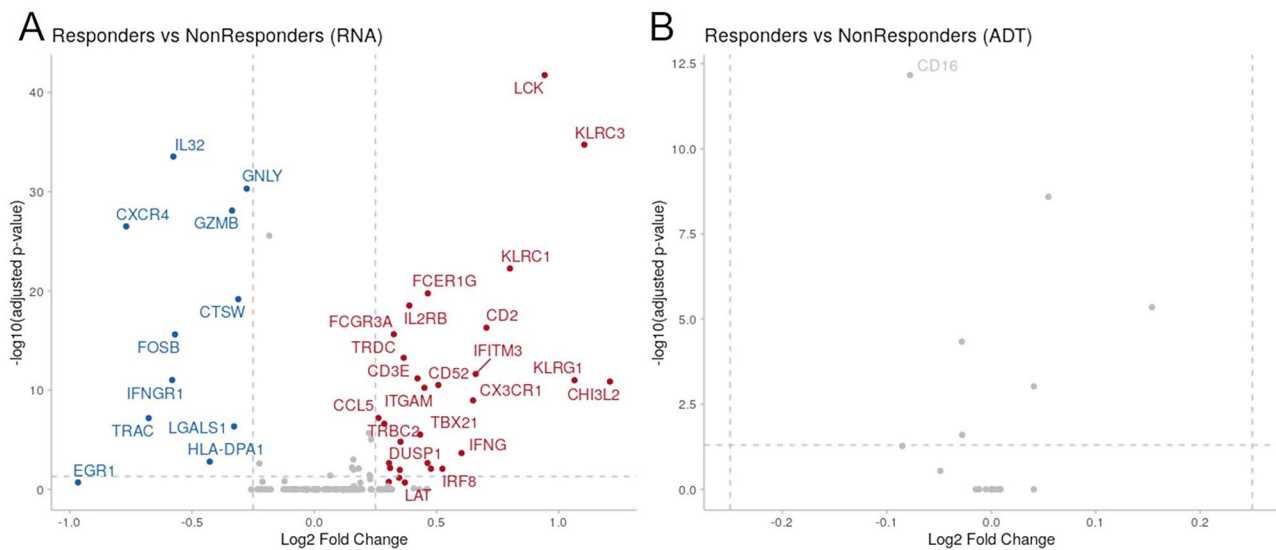 A
Responders vs NonResponders (RNA)
-log10(adjusted p-value)
40
30
20
10
0
LCK
KLRC3
IL32
GNLY
CXCR4
GZMB
KLRC1
FCER1G
CTSW
IL2RB
CD2
FCGR3A
FOSB
TRDC
IFITM3
CD3E
CD52
KLRG1
IFNGR1
ITGAM
CX3CR1
CHI3L2
CCL5
TRAC
LGALS1
TRBC2
TBX21
HLA-DPA1
DUSP1
IFNG
EGR1
LAT
IRF8
-1.0
-0.5
0.0
0.5
1.0
Log2 Fold Change
B
Responders vs NonResponders (ADT)
-log10(adjusted p-value)
12.5
10.0
7.5
5.0
2.5
0.0
CD16
-0.2
-0.1
0.0
0.1
0.2
Log2 Fold Change